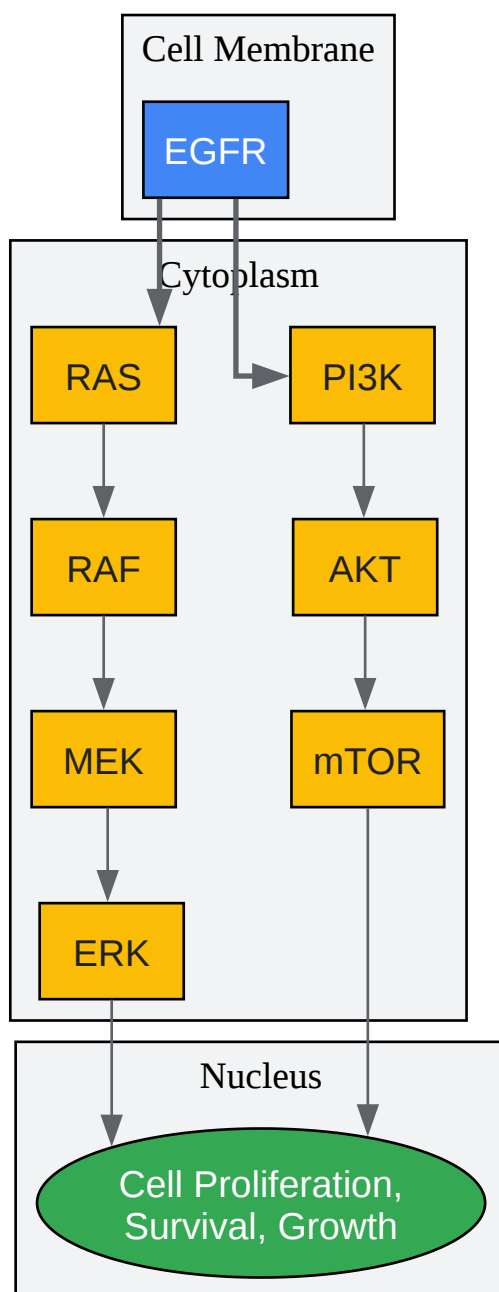 Cell Membrane
EGFR
Cytoplasm
RAS
PI3K
RAF
AKT
MEK
mTOR
ERK
Nucleus
Cell Proliferation,
Survival, Growth